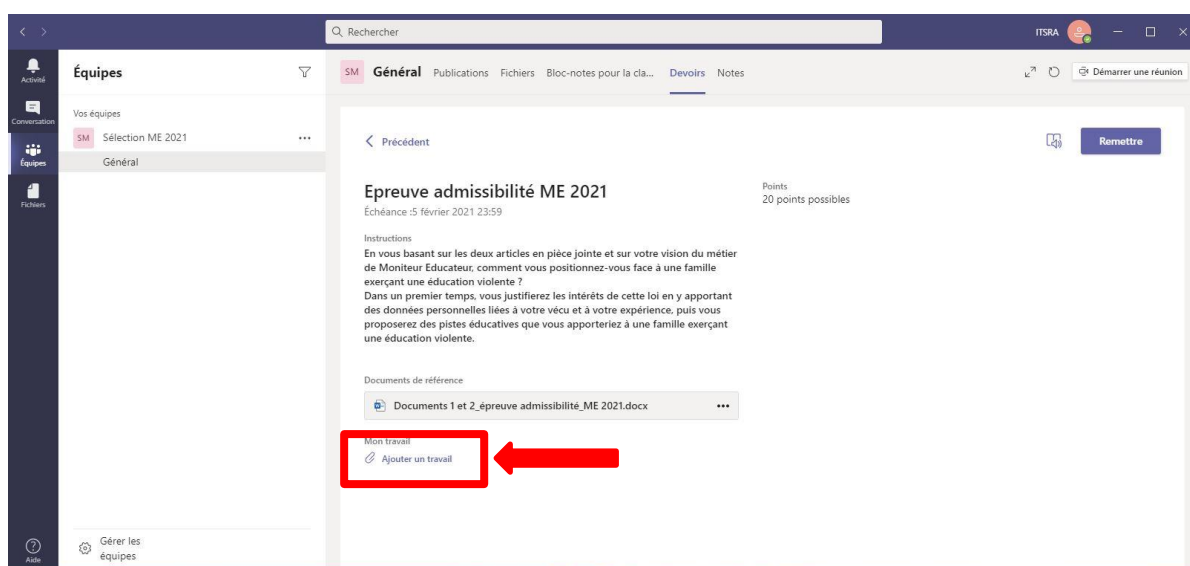 Rechercher
ITSRA
Activité
Conversation
Équipes
Fichiers
Aide
Équipes
Vos équipes
SM Sélection ME 2021
Général
Gérer les
équipes
SM Général Publications Fichiers Bloc-notes pour la cla... Devoirs Notes
Démarrer une réunion
Précédent
Remettre
Epreuve admissibilité ME 2021
Échéance :5 février 2021 23:59
Points
20 points possibles
Instructions
En vous basant sur les deux articles en pièce jointe et sur votre vision du métier
de Moniteur Educateur, comment vous positionnez-vous face à une famille
exerçant une éducation violente ?
Dans un premier temps, vous justifierez les intérêts de cette loi en y apportant
des données personnelles liées à votre vécu et à votre expérience, puis vous
proposerez des pistes éducatives que vous apporteriez à une famille exerçant
une éducation violente.
Documents de référence
Documents 1 et 2_épreuve admissibilité_ME 2021.docx
Mon travail
Ajouter un travail